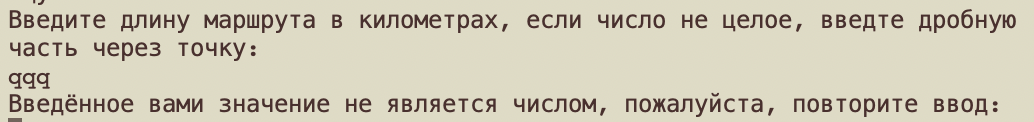 Введите длину маршрута в километрах, если число не целое, введте дробную
часть через точку:
qqq
Введённое вами значение не является числом, пожалуйста, повторите ввод: